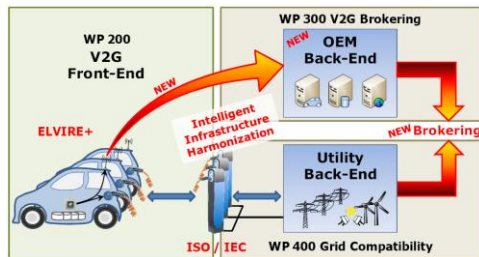 WP 200
V2G
Front-End
ELVIRE+
NEW
WP 300 V2G Brokering
NEW
OEM
Back-End
Intelligent
Infrastructure
Harmonization
NEW Brokering
Utility
Back-End
ISO / IEC
WP 400 Grid Compatibility